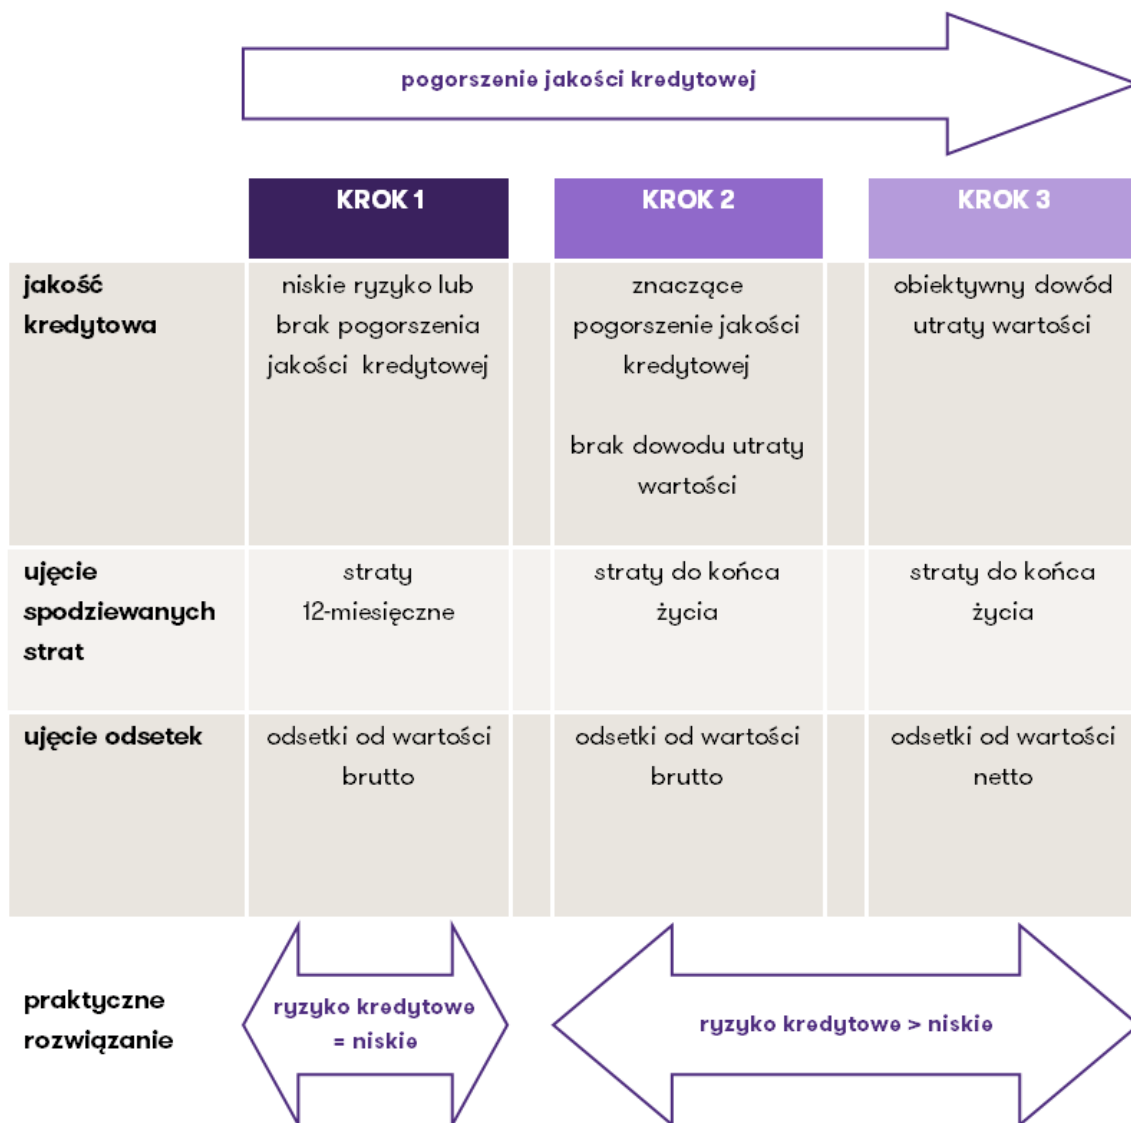 pogorszenie jakości kredytowej
KROK 1
KROK 2
KROK 3
jakość
kredytowa
niskie ryzyko lub
brak pogorszenia
jakości kredytowej
znaczące
pogorszenie jakości
kredytowej
brak dowodu utraty
wartości
obiektywny dowód
utraty wartości
ujęcie
spodziewanych
strat
straty
12-miesięczne
straty do końca
życia
straty do końca
życia
ujęcie odsetek
odsetki od wartości
brutto
odsetki od wartości
brutto
odsetki od wartości
netto
praktyczne
rozwiązanie
ryzyko kredytowe
= niskie
ryzyko kredytowe > niskie